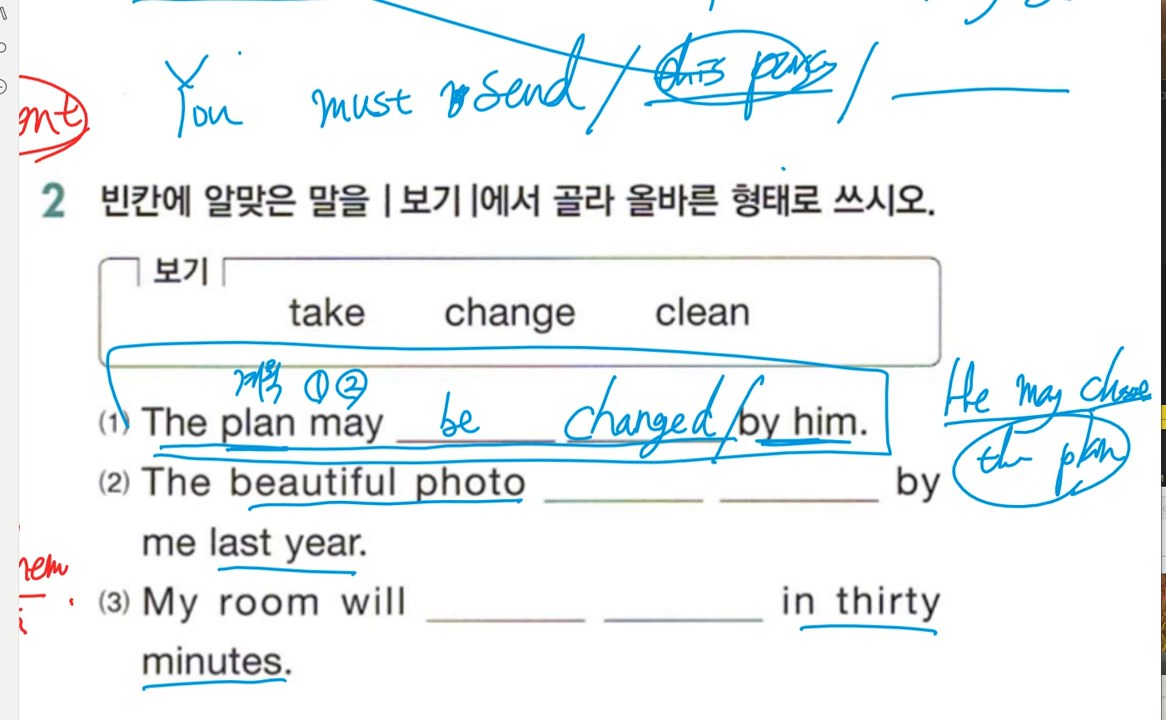 You must send / this / ______
2 빈칸에 알맞은 말을 | 보기 |에서 골라 올바른 형태로 쓰시오.
보기
take change clean
계획 ① ②
(1) The plan may be changed / by him.
He may
the plan
(2) The beautiful photo ______ ______ by
me last year.
(3) My room will ______ ______ in thirty
minutes.